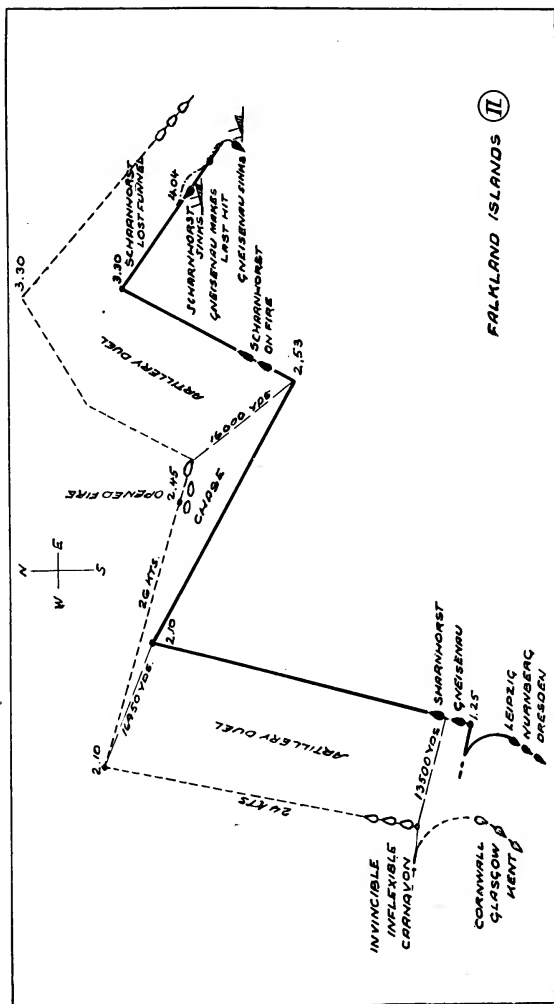 FALKLAND ISLANDS II
N
W E
S
INVINCIBLE
INFLEXIBLE
CARNAVON
CORNWALL
GLASGOW
KENT
24 KTS
13500 YDS
ARTILLERY DUEL
SHARNHORST
GNEISENAU
1.25
LEIPZIG
NURNBERG
DRESDEN
2.10
16450 YDS.
2.10
26 KTS.
2.45
OPENED FIRE
CHASE
16000 YDS
2.53
SCHARNHORST
ON FIRE
ARTILLERY DUEL
3.30
3.30
SCHARNHORST
LOST FUNNEL
4.04
SCHARNHORST
SINKS
GNEISENAU MAKES
LAST HIT
GNEISENAU SINKS